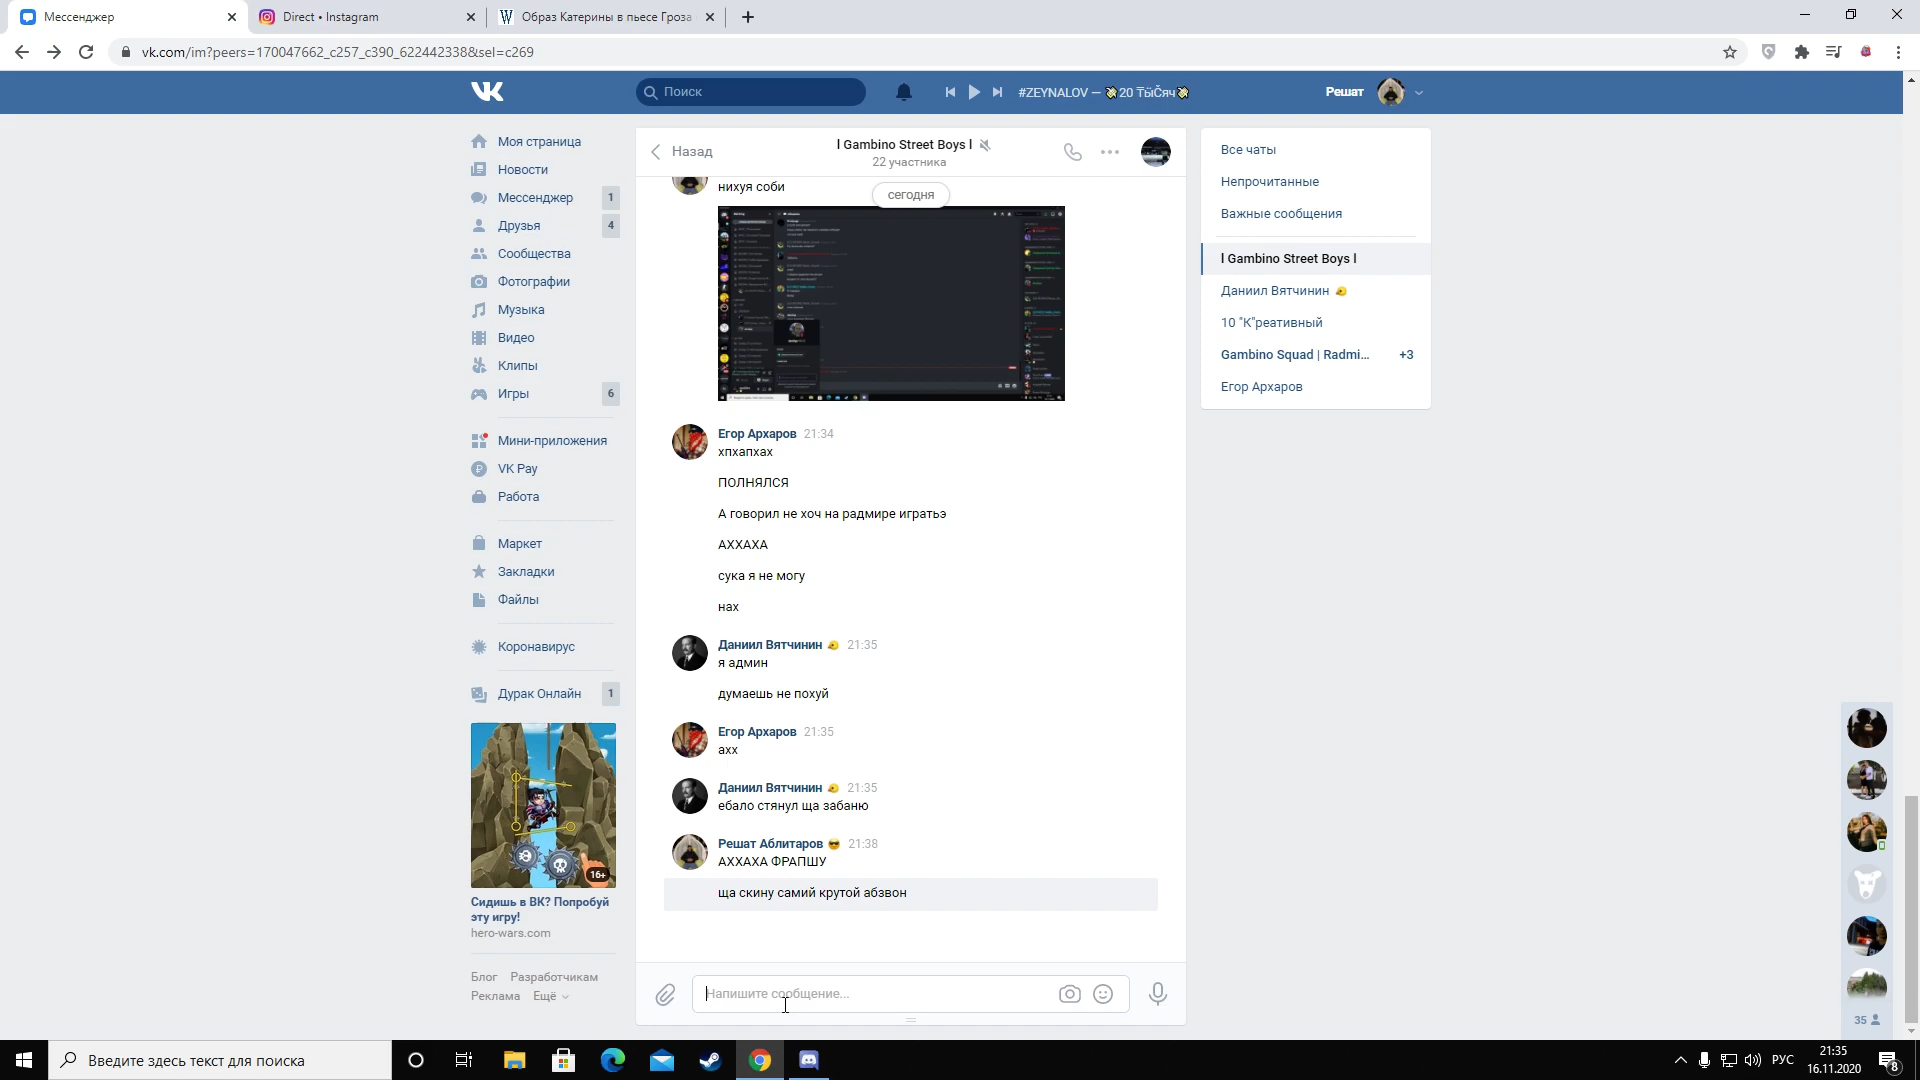 Мессенджер
Direct • Instagram
Образ Катерины в пьесе Гроза
vk.com/im?peers=170047662_c257_c390_622442338&sel=c269
Поиск
#ZEYNALOV — 20 ТӹСӵяч
Решат
Моя страница
Новости
Мессенджер 1
Друзья 4
Сообщества
Фотографии
Музыка
Видео
Клипы
Игры 6
Мини-приложения
VK Pay
Работа
Маркет
Закладки
Файлы
Коронавирус
Дурак Онлайн 1
16+
Сидишь в ВК? Попробуй
эту игру!
hero-wars.com
Блог Разработчикам
Реклама Ещё
Назад
l Gambino Street Boys l
22 участника
нихуя соби
сегодня
Егор Архаров 21:34
хпхапхах
ПОЛНЯЛСЯ
А говорил не хоч на радмире игратьэ
АХХАХА
сука я не могу
нах
Даниил Вятчинин 21:35
я админ
думаешь не похуй
Егор Архаров 21:35
ахх
Даниил Вятчинин 21:35
ебало стянул ща забаню
Решат Аблитаров 21:38
АХХАХА ФРАПШУ
ща скину самий крутой абзвон
Напишите сообщение...
Все чаты
Непрочитанные
Важные сообщения
l Gambino Street Boys l
Даниил Вятчинин
10 "К"реативный
Gambino Squad | Radmi... +3
Егор Архаров
35
Введите здесь текст для поиска
РУС
21:35
16.11.2020
8